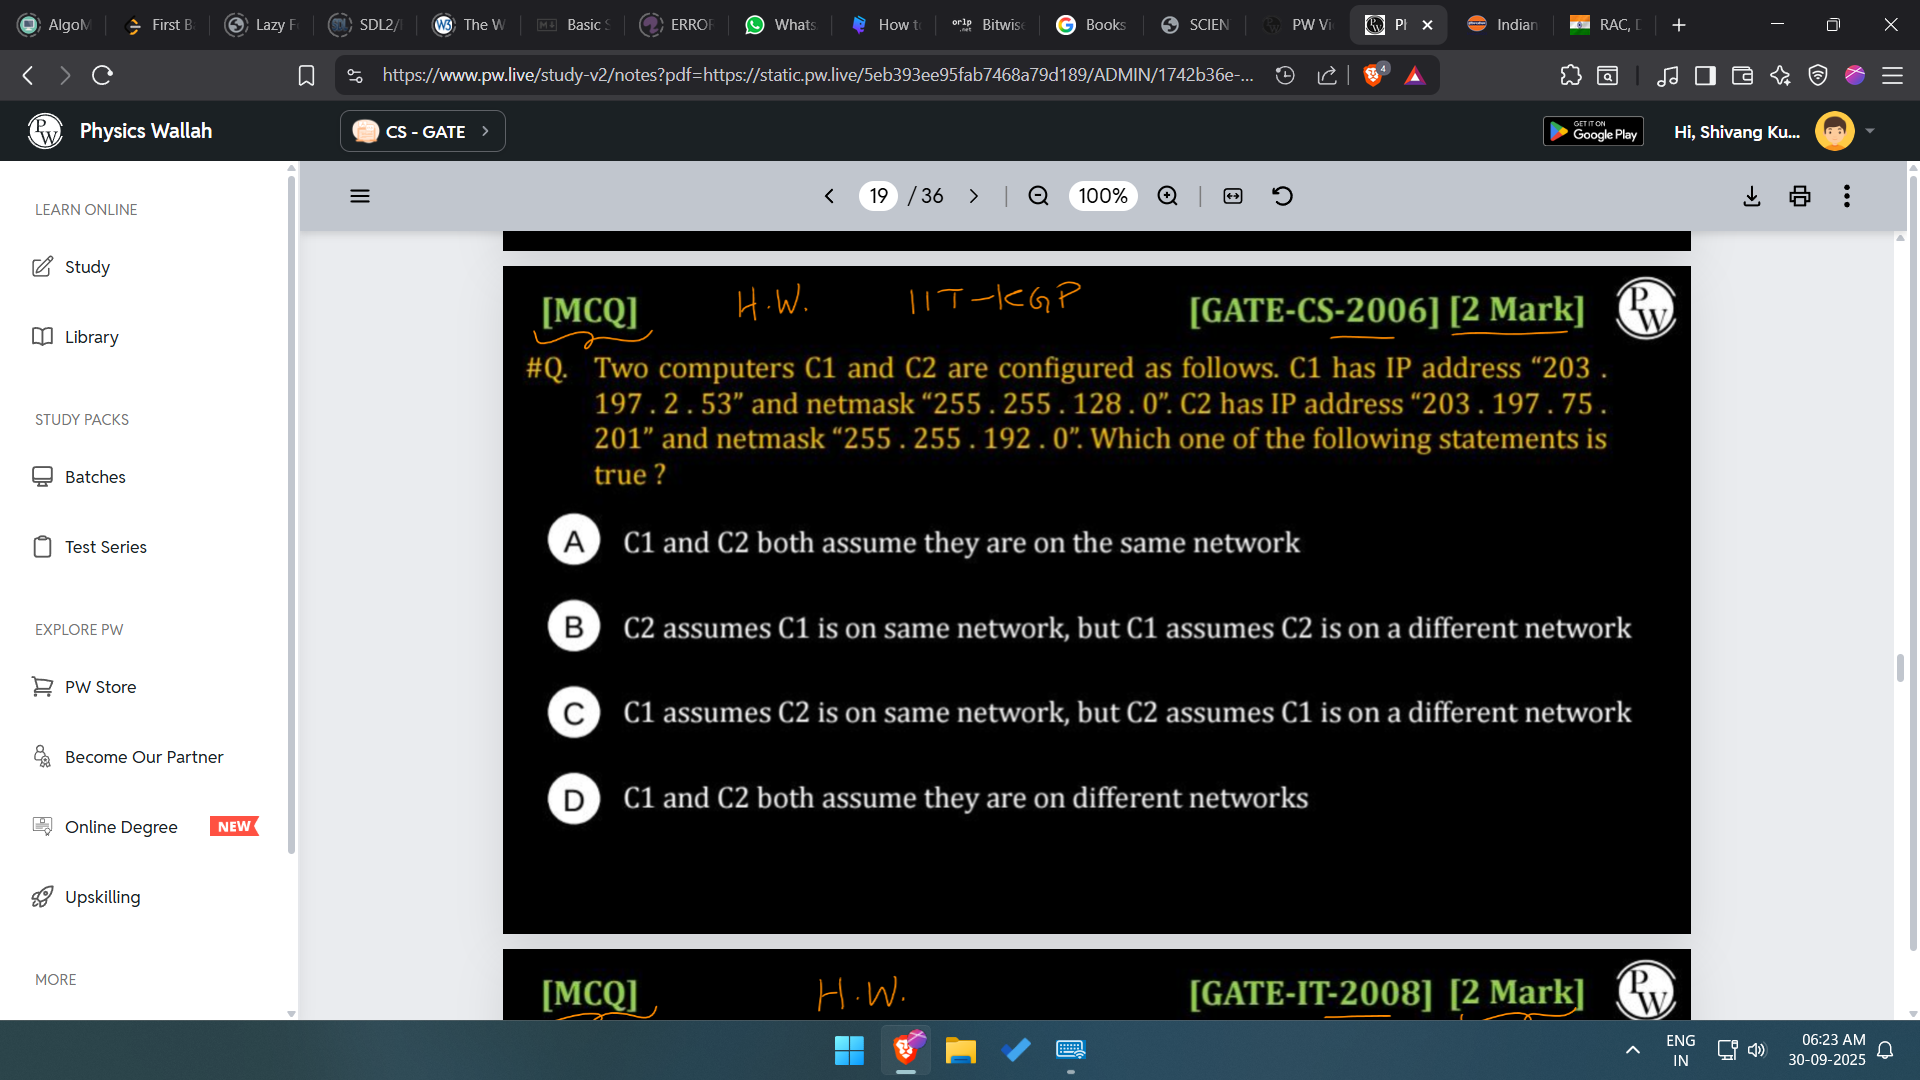 AlgoM
First B
Lazy F
SDL2/
The W
Basic S
ERROR
Whats
How t
Bitwise
Books
SCIEN
PW Vi
Indian
RAC,
https://www.pw.live/study-v2/notes?pdf=https://static.pw.live/5eb393ee95fab7468a79d189/ADMIN/1742b36e-...
4
Physics Wallah
CS - GATE
GET IT ON
Google Play
Hi, Shivang Ku...
19 / 36
100%
LEARN ONLINE
Study
Library
STUDY PACKS
Batches
Test Series
EXPLORE PW
PW Store
Become Our Partner
Online Degree NEW
Upskilling
MORE
[MCQ] H.W. IIT-KGP [GATE-CS-2006] [2 Mark]
PW
#Q. Two computers C1 and C2 are configured as follows. C1 has IP address “203 .
197 . 2 . 53” and netmask “255 . 255 . 128 . 0”. C2 has IP address “203 . 197 . 75 .
201” and netmask “255 . 255 . 192 . 0”. Which one of the following statements is
true ?
A C1 and C2 both assume they are on the same network
B C2 assumes C1 is on same network, but C1 assumes C2 is on a different network
C C1 assumes C2 is on same network, but C2 assumes C1 is on a different network
D C1 and C2 both assume they are on different networks
[MCQ] H.W. [GATE-IT-2008] [2 Mark]
PW
ENG
IN
06:23 AM
30-09-2025